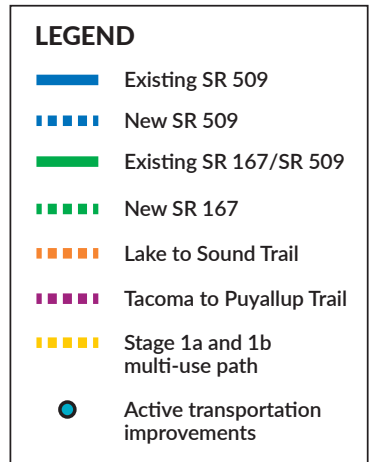 LEGEND
Existing SR 509
New SR 509
Existing SR 167/SR 509
New SR 167
Lake to Sound Trail
Tacoma to Puyallup Trail
Stage 1a and 1b
multi-use path
Active transportation
improvements